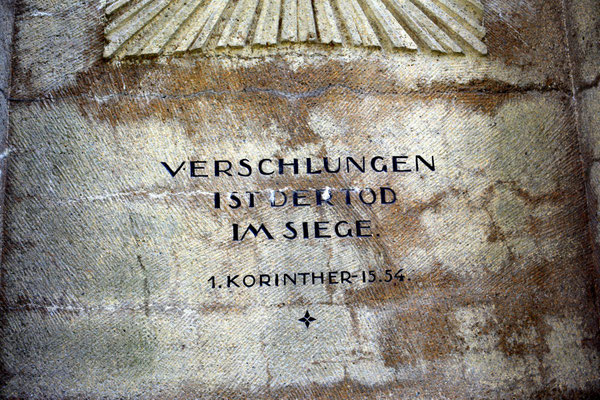 VERSCHLUNGEN
IST DER TOD
IM SIEGE.
1. KORINTHER-15.54.